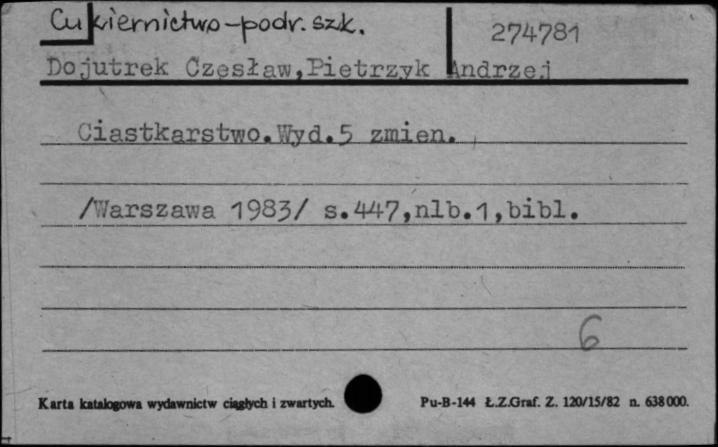 Cukiernictwo-podr. szk.
274781
Dojutrek Czesław,Pietrzyk Andrzej
Ciastkarstwo.Wyd.5 zmien.
/Warszawa 1983/ s.447,nlb.1,bibl.
6
Karta katalogowa wydawnictw ciągłych i zwartych.
Pu-B-144 Ł.Z.Graf. Z. 120/15/82 n. 638000.